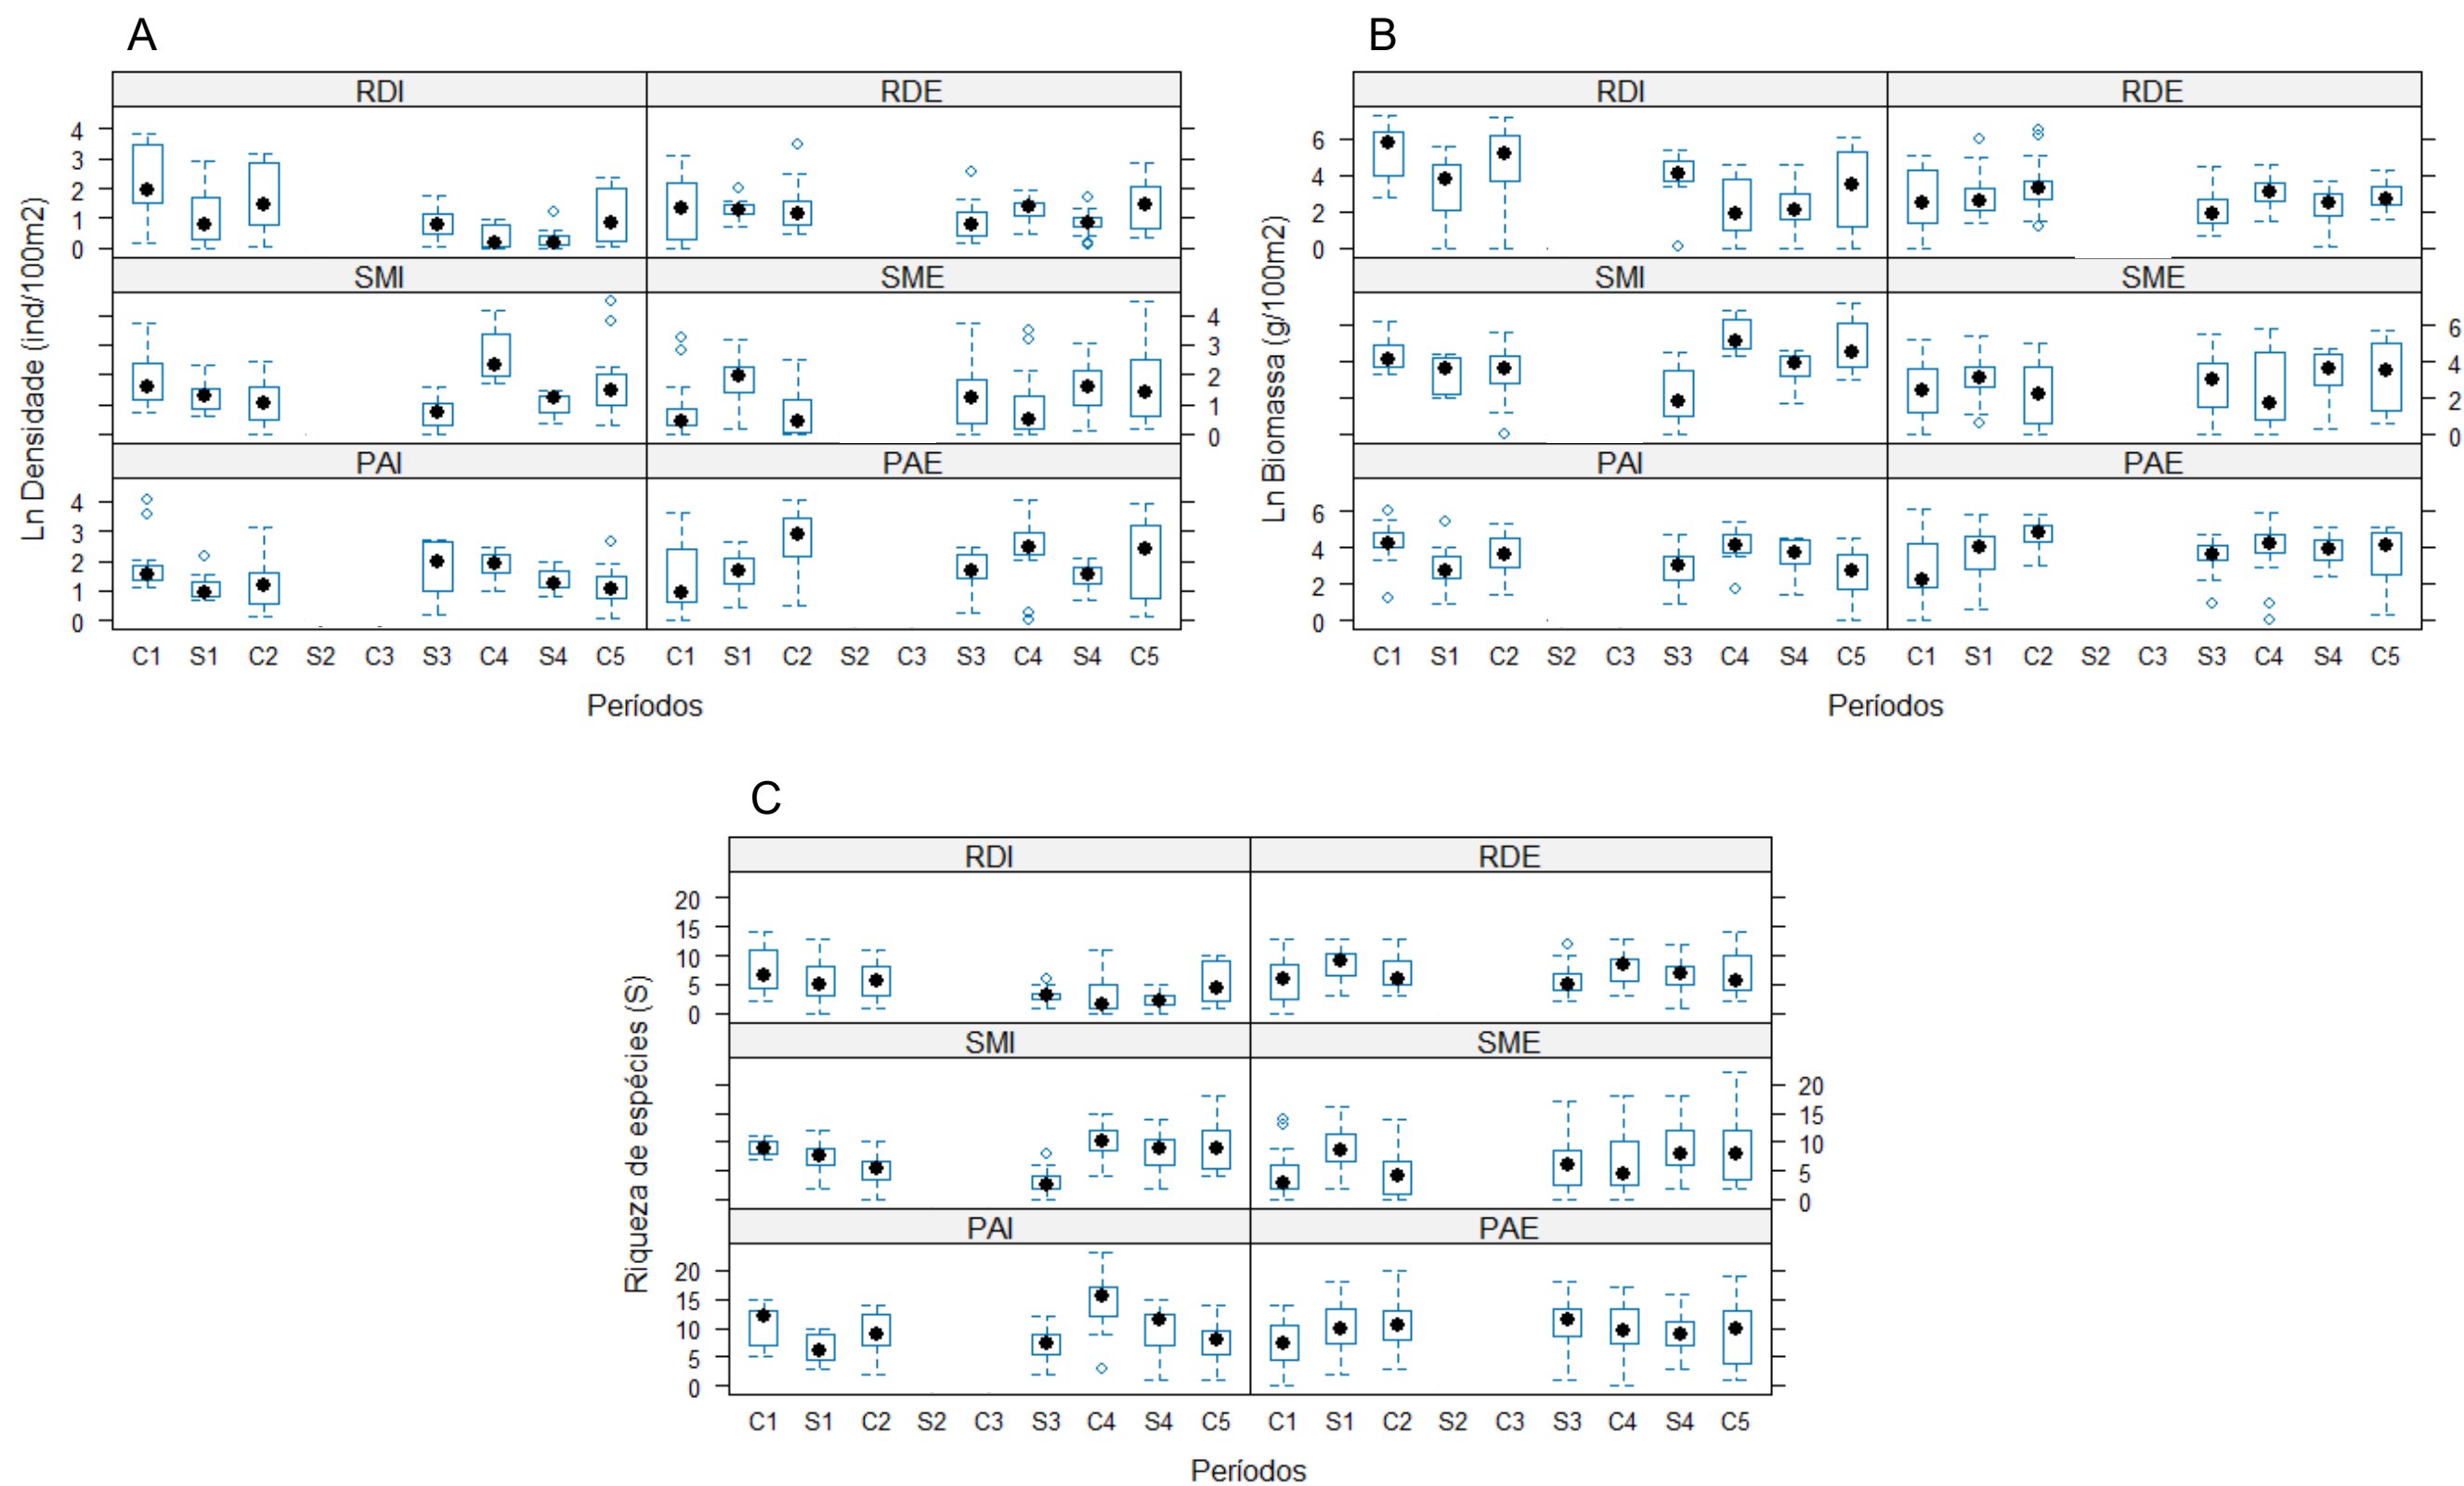 A
RDI RDE
4
3
2
1
0
SMI SME
4
3
2
1
0
PAI PAE
4
3
2
1
0
Ln Densidade (ind/100m2)
C1 S1 C2 S2 C3 S3 C4 S4 C5 C1 S1 C2 S2 C3 S3 C4 S4 C5
Períodos
B
RDI RDE
6
4
2
0
SMI SME
6
4
2
0
PAI PAE
6
4
2
0
Ln Biomassa (g/100m2)
C1 S1 C2 S2 C3 S3 C4 S4 C5 C1 S1 C2 S2 C3 S3 C4 S4 C5
Períodos
C
RDI RDE
20
15
10
5
0
SMI SME
20
15
10
5
0
PAI PAE
20
15
10
5
0
Riqueza de espécies (S)
C1 S1 C2 S2 C3 S3 C4 S4 C5 C1 S1 C2 S2 C3 S3 C4 S4 C5
Períodos